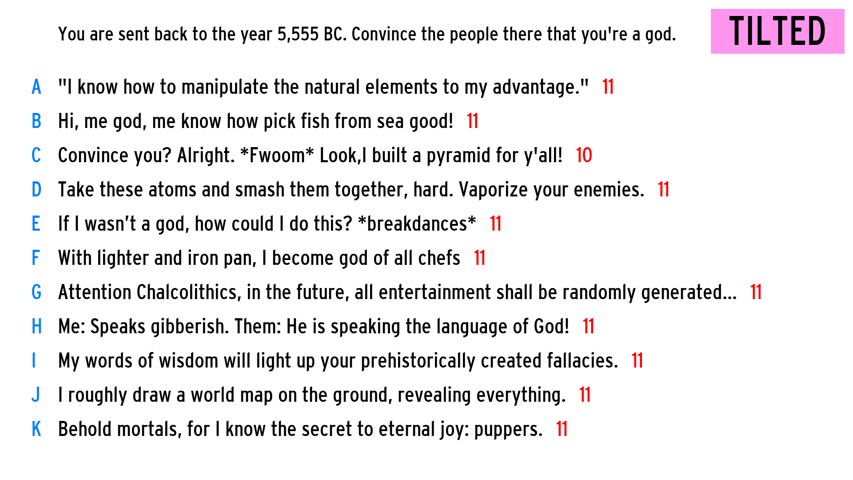 You are sent back to the year 5,555 BC. Convince the people there that you're a god.
TILTED
A "I know how to manipulate the natural elements to my advantage." 11
B Hi, me god, me know how pick fish from sea good! 11
C Convince you? Alright. *Fwoom* Look,I built a pyramid for y'all! 10
D Take these atoms and smash them together, hard. Vaporize your enemies. 11
E If I wasn’t a god, how could I do this? *breakdances* 11
F With lighter and iron pan, I become god of all chefs 11
G Attention Chalcolithics, in the future, all entertainment shall be randomly generated... 11
H Me: Speaks gibberish. Them: He is speaking the language of God! 11
I My words of wisdom will light up your prehistorically created fallacies. 11
J I roughly draw a world map on the ground, revealing everything. 11
K Behold mortals, for I know the secret to eternal joy: puppers. 11